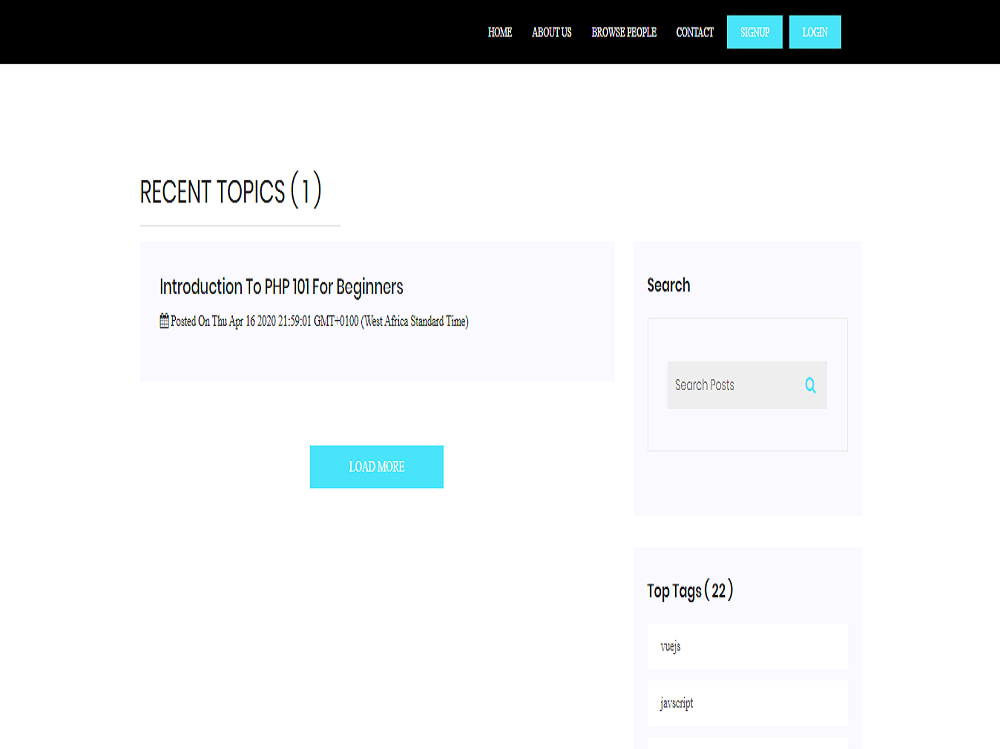 HOME ABOUT US BROWSE PEOPLE CONTACT SIGNUP LOGIN
RECENT TOPICS ( 1 )
Introduction To PHP 101 For Beginners
Posted On Thu Apr 16 2020 21:59:01 GMT+0100 (West Africa Standard Time)
LOAD MORE
Search
Search Posts
Top Tags ( 22 )
vuejs
javscript